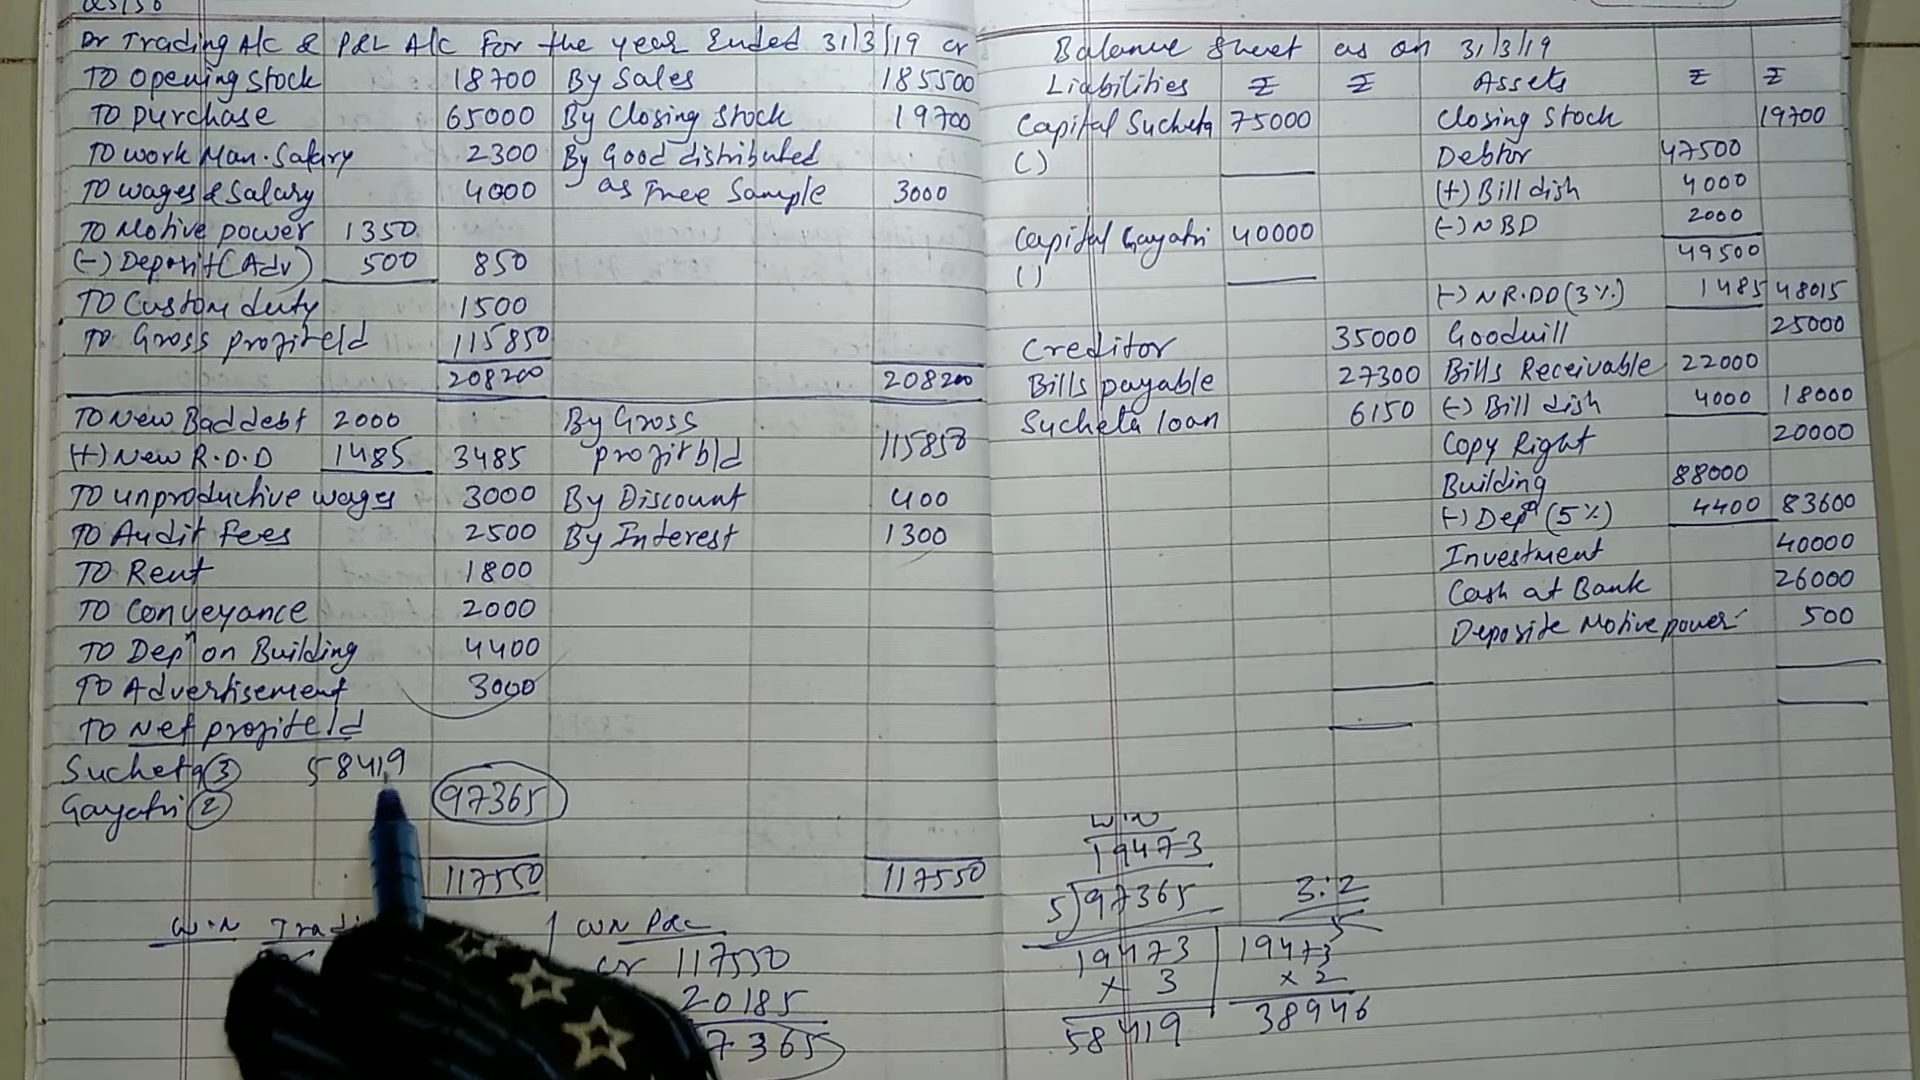 Dr Trading A/c & P&L A/c For the year Ended 31/3/19 cr
TO Opening Stock 18700 By Sales 185500
TO purchase 65000 By Closing Stock 19700
TO work Man. Salary 2300 By Good distributed
TO wages & Salary 4000 as Free Sample 3000
TO Motive power 1350
(-) Deposit (Adv) 500 850
TO Custom duty 1500
TO Gross profit c/d 115850
208200 208200
TO New Bad debt 2000 By Gross
(+) New R.D.D 1485 3485 profit b/d 115850
TO unproductive wages 3000 By Discount 400
TO Audit Fees 2500 By Interest 1300
TO Rent 1800
TO Conveyance 2000
TO Depn on Building 4400
TO Advertisement 3000
TO Net profit c/d
Sucheta (3) 58419
Gayatri (2) 97365
117550 117550
W.N Tradi
WN P&L
cr 117550
20185
7365
Balance Sheet as on 31/3/19
Liabilities ₹ ₹ Assets ₹ ₹
Capital Sucheta 75000 Closing Stock 19700
( ) Debtor 47500
(+) Bill dish 4000
Capital Gayatri 40000 (-) NBD 2000
( ) 49500
(-) N R.DD (3%) 1485 48015
Creditor 35000 Goodwill 25000
Bills payable 27300 Bills Receivable 22000
Sucheta loan 6150 (-) Bill dish 4000 18000
Copy Right 20000
Building 88000
(-) Depn (5%) 4400 83600
Investment 40000
Cash at Bank 26000
Deposite Motive power 500
W.N
19473
5)97365 3:2
5
19473 19473
x 3 x 2
58419 38946